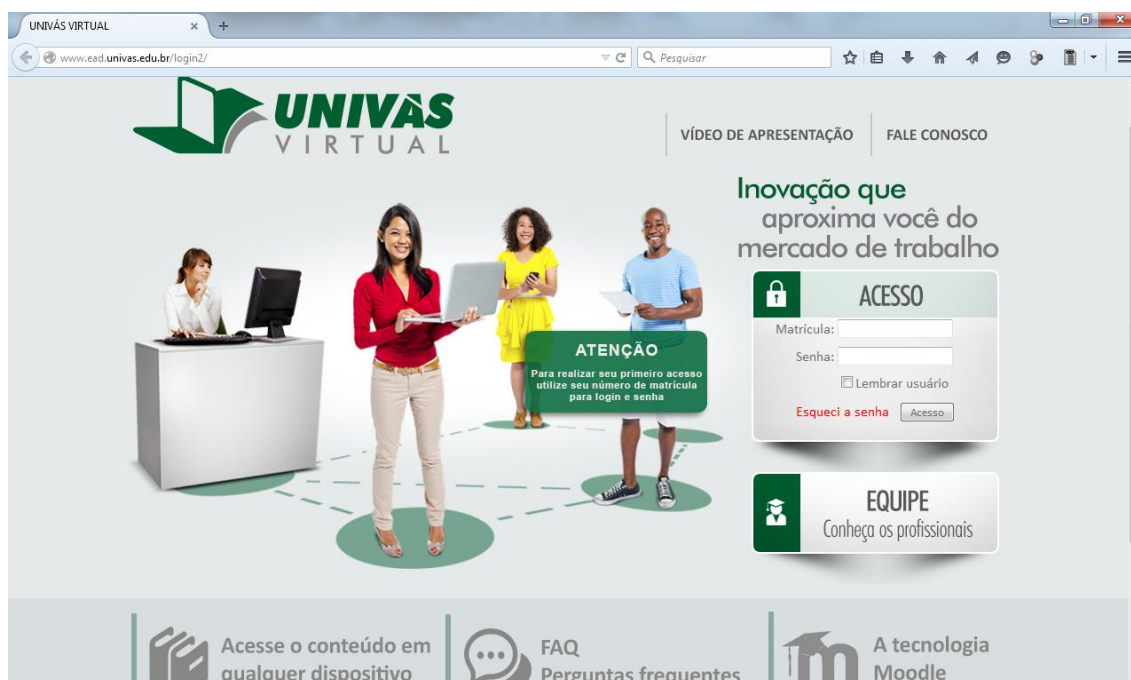 UNIVÁS VIRTUAL
www.ead.univas.edu.br/login2/
Pesquisar
UNIVÀS
VIRTUAL
VÍDEO DE APRESENTAÇÃO
FALE CONOSCO
Inovação que
aproxima você do
mercado de trabalho
ACESSO
Matrícula:
Senha:
Lembrar usuário
Esqueci a senha
Acesso
ATENÇÃO
Para realizar seu primeiro acesso
utilize seu número de matrícula
para login e senha
EQUIPE
Conheça os profissionais
Acesse o conteúdo em
qualquer dispositivo
FAQ
Perguntas frequentes
m
A tecnologia
Moodle